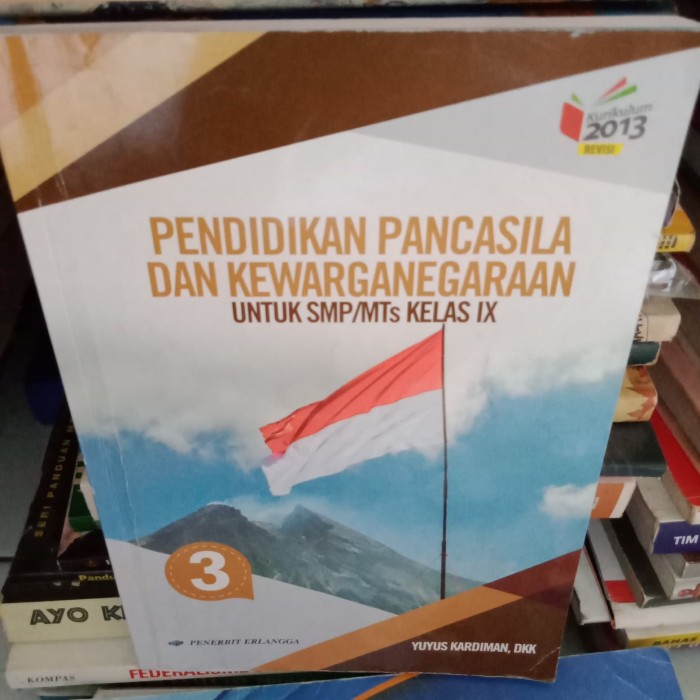 Kurikulum
2013
REVISI
PENDIDIKAN PANCASILA
DAN KEWARGANEGARAAN
UNTUK SMP/MTs KELAS IX
3
PENERBIT ERLANGGA
YUYUS KARDIMAN, DKK
SERI PANDUAN
AYO
KOMPAS
TIM